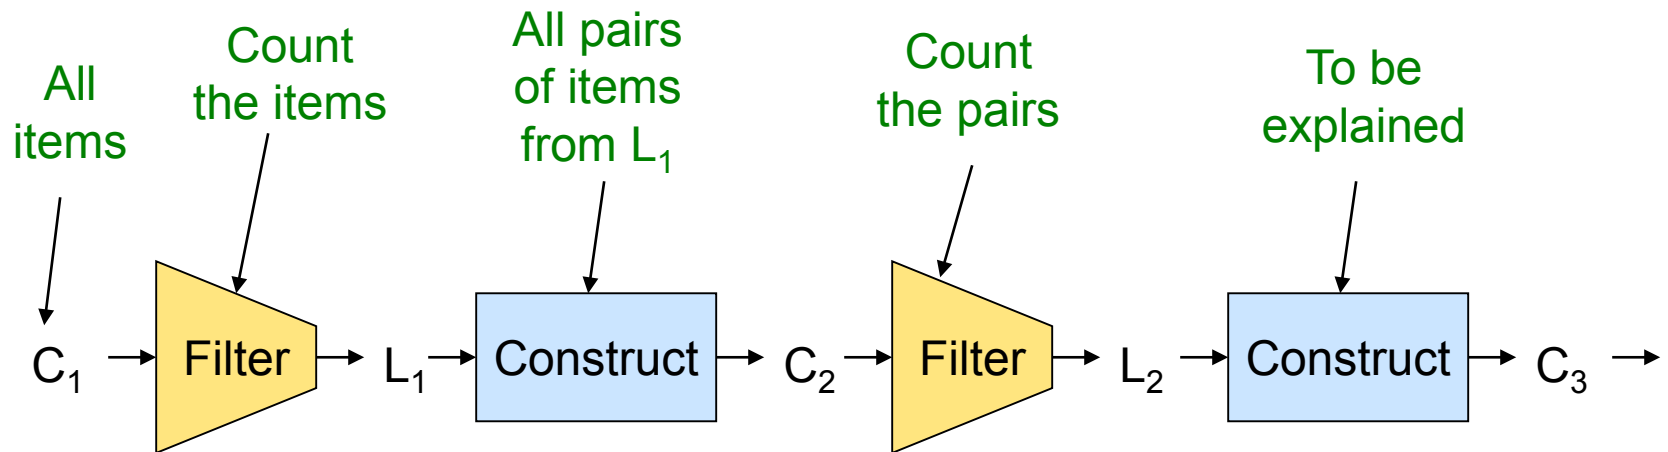 All
items
Count
the items
All pairs
of items
from L₁
Count
the pairs
To be
explained
C₁
Filter
L₁
Construct
C₂
Filter
L₂
Construct
C₃